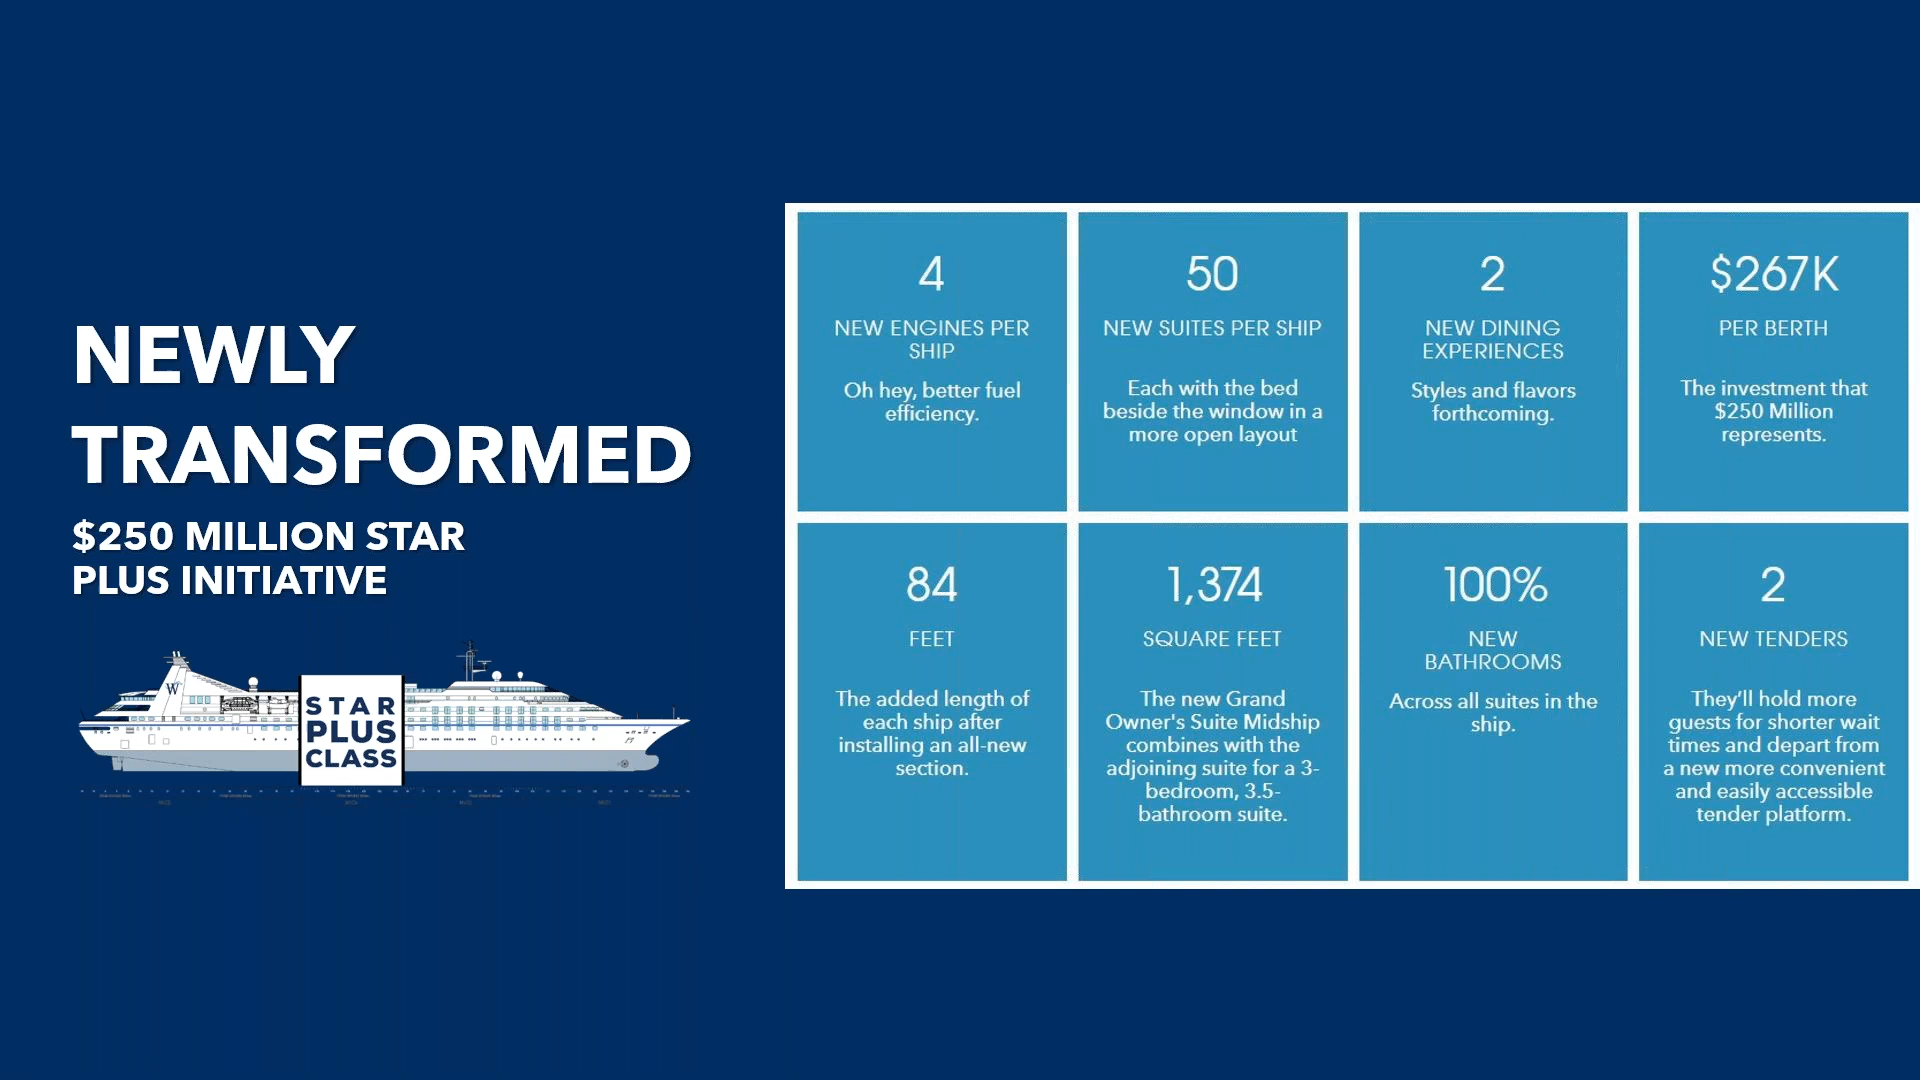 NEWLY
TRANSFORMED
$250 MILLION STAR
PLUS INITIATIVE
W
STAR
PLUS
CLASS
4
NEW ENGINES PER
SHIP
Oh hey, better fuel
efficiency.
50
NEW SUITES PER SHIP
Each with the bed
beside the window in a
more open layout
2
NEW DINING
EXPERIENCES
Styles and flavors
forthcoming.
$267K
PER BERTH
The investment that
$250 Million
represents.
84
FEET
The added length of
each ship after
installing an all-new
section.
1,374
SQUARE FEET
The new Grand
Owner's Suite Midship
combines with the
adjoining suite for a 3-
bedroom, 3.5-
bathroom suite.
100%
NEW
BATHROOMS
Across all suites in the
ship.
2
NEW TENDERS
They'll hold more
guests for shorter wait
times and depart from
a new more convenient
and easily accessible
tender platform.